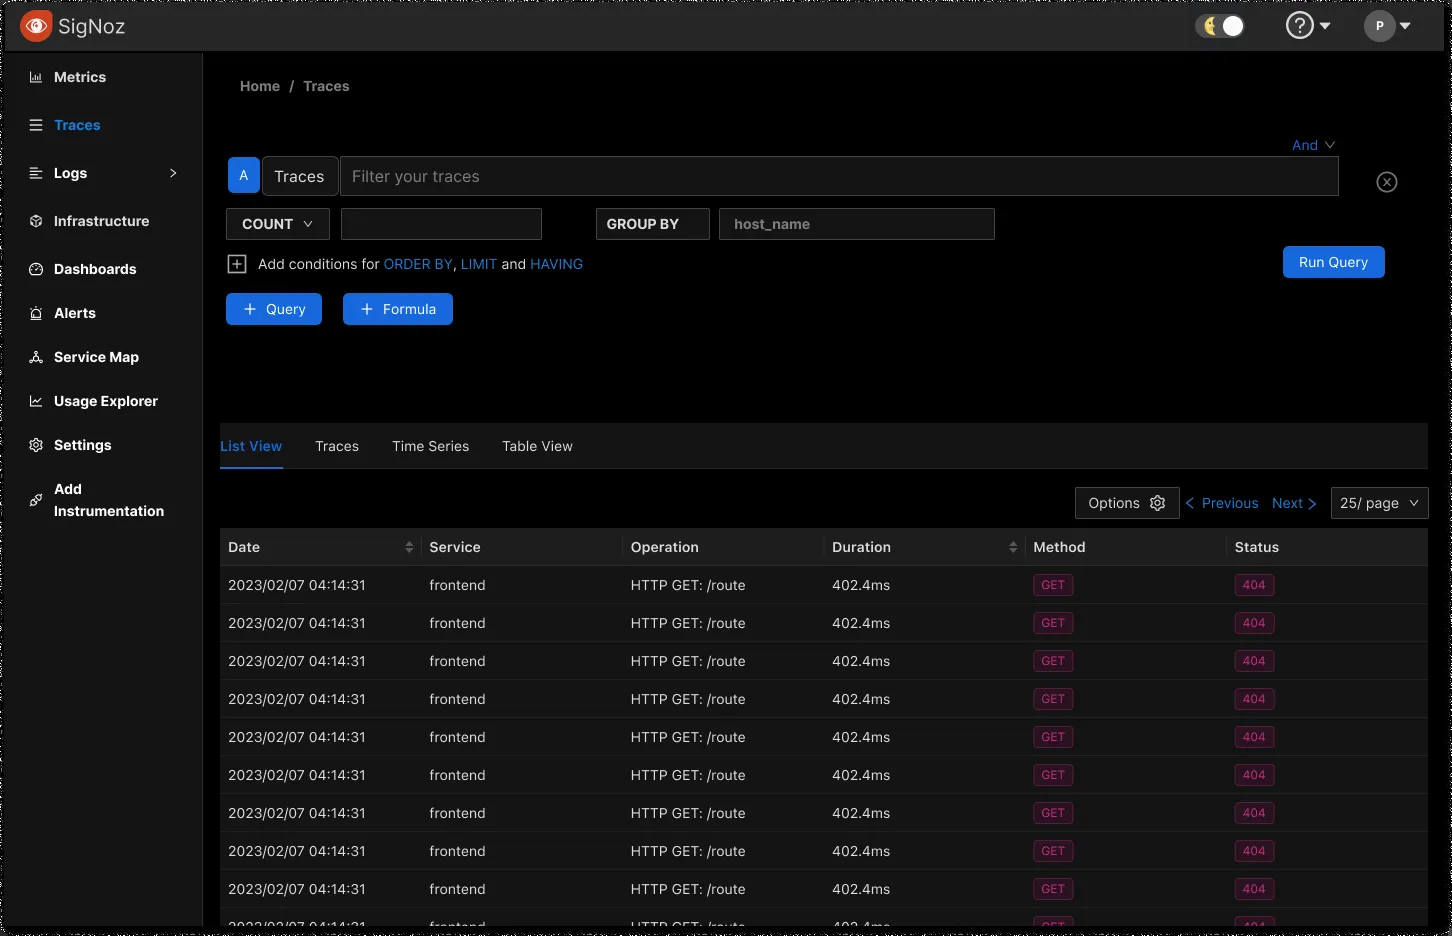 SigNoz
P
Metrics
Traces
Logs
Infrastructure
Dashboards
Alerts
Service Map
Usage Explorer
Settings
Add
Instrumentation
Home / Traces
And
A Traces Filter your traces
COUNT GROUP BY host_name
Add conditions for ORDER BY, LIMIT and HAVING
Run Query
+ Query + Formula
List View Traces Time Series Table View
Options < Previous Next > 25/ page
Date Service Operation Duration Method Status
2023/02/07 04:14:31 frontend HTTP GET: /route 402.4ms GET 404
2023/02/07 04:14:31 frontend HTTP GET: /route 402.4ms GET 404
2023/02/07 04:14:31 frontend HTTP GET: /route 402.4ms GET 404
2023/02/07 04:14:31 frontend HTTP GET: /route 402.4ms GET 404
2023/02/07 04:14:31 frontend HTTP GET: /route 402.4ms GET 404
2023/02/07 04:14:31 frontend HTTP GET: /route 402.4ms GET 404
2023/02/07 04:14:31 frontend HTTP GET: /route 402.4ms GET 404
2023/02/07 04:14:31 frontend HTTP GET: /route 402.4ms GET 404
2023/02/07 04:14:31 frontend HTTP GET: /route 402.4ms GET 404